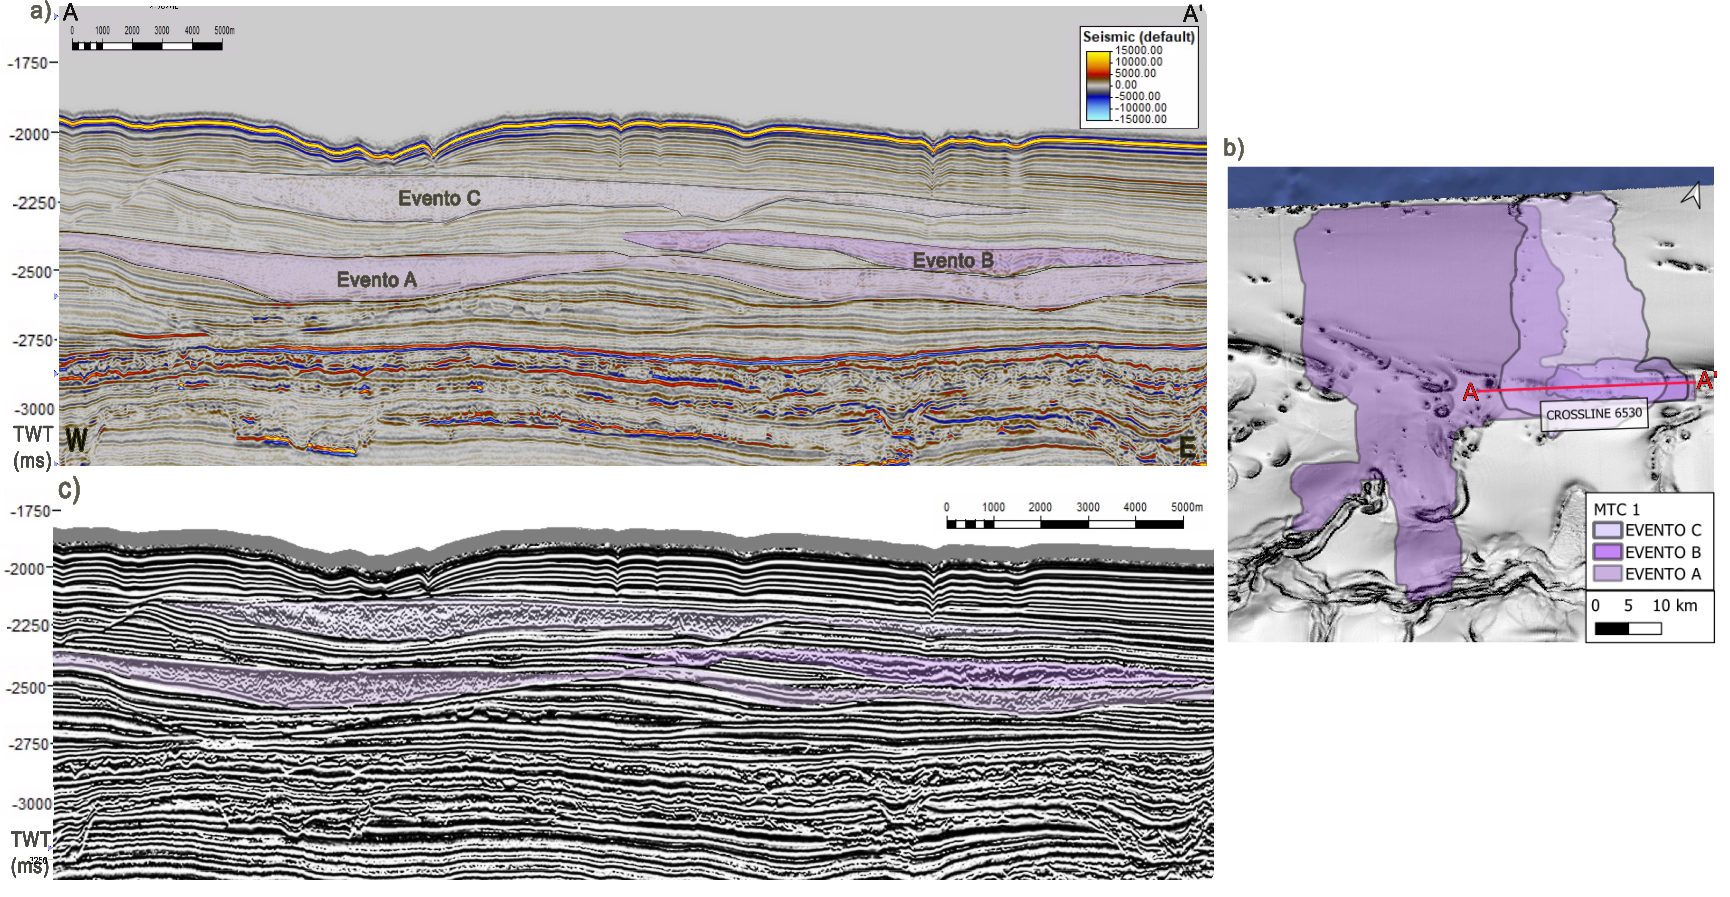 a)
A
A'
0 1000 2000 3000 4000 5000m
Seismic (default)
15000.00
10000.00
5000.00
0.00
-5000.00
-10000.00
-15000.00
-1750
-2000
-2250
-2500
-2750
-3000
TWT
(ms)
W
E
Evento C
Evento B
Evento A
b)
A
A'
CROSSLINE 6530
MTC 1
EVENTO C
EVENTO B
EVENTO A
0 5 10 km
c)
0 1000 2000 3000 4000 5000m
-1750
-2000
-2250
-2500
-2750
-3000
TWT
(ms)